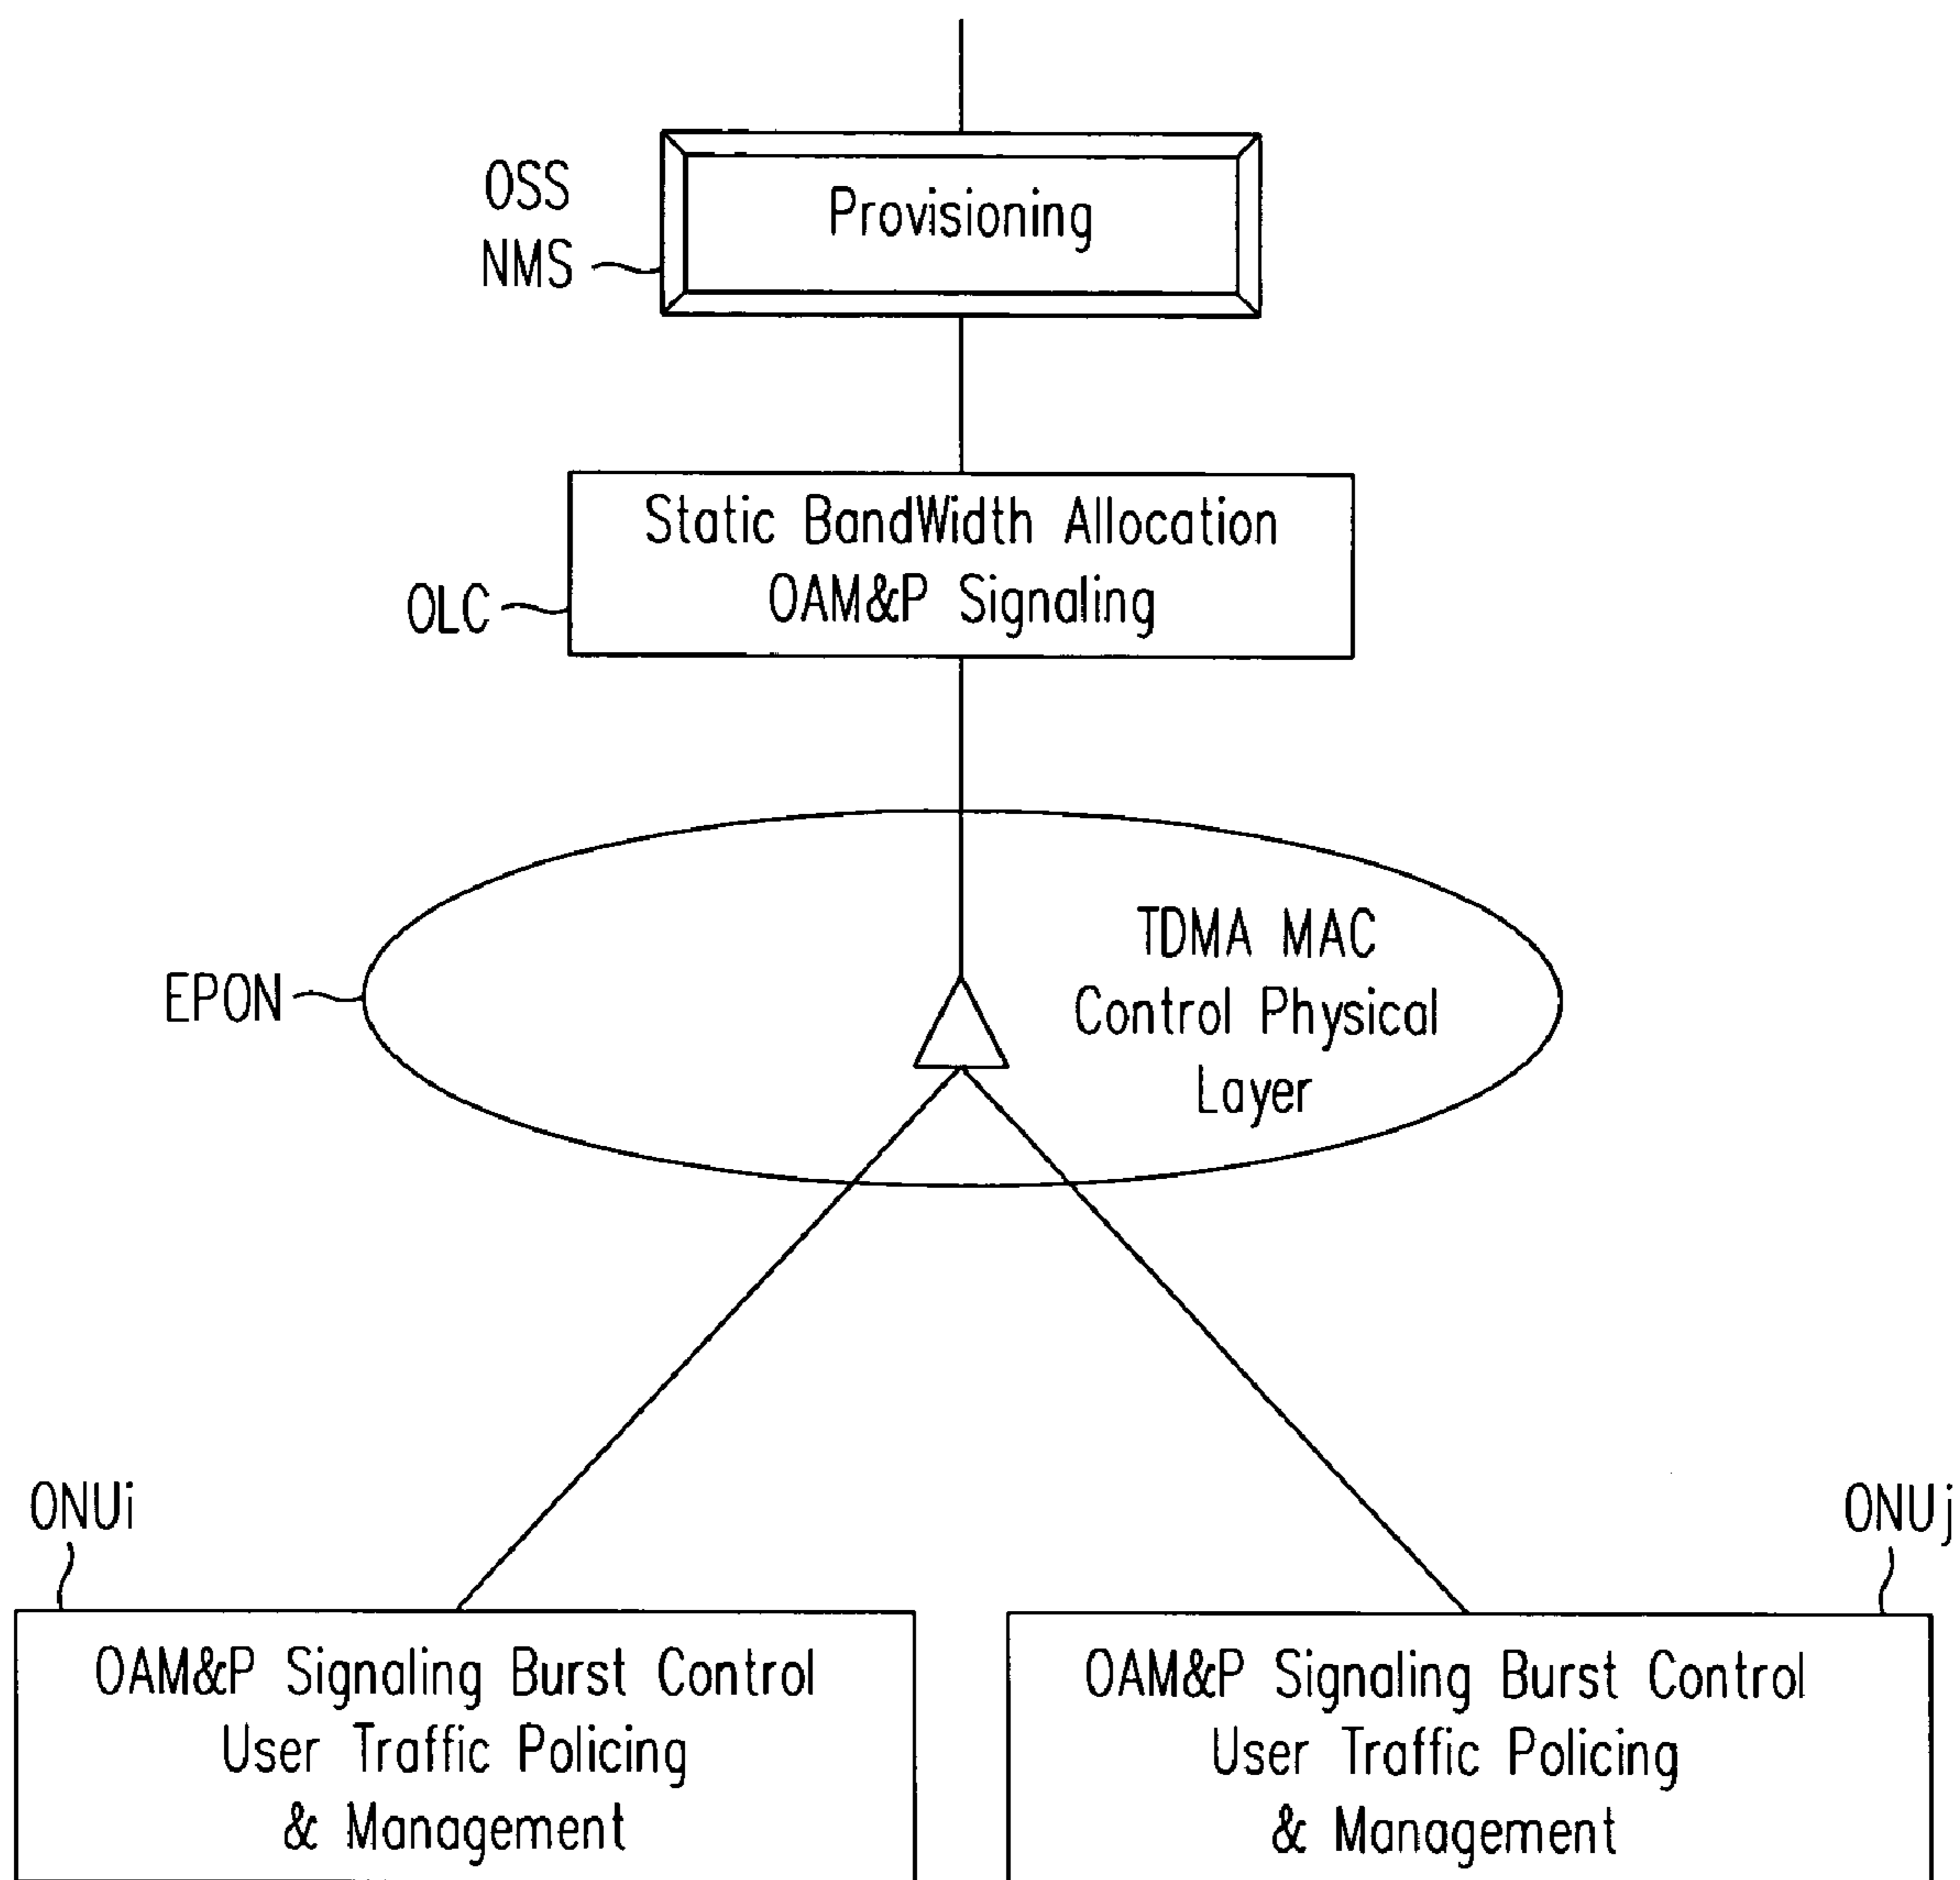 OSS
NMS
Provisioning
Static BandWidth Allocation
OAM&P Signaling
OLC
EPON
TDMA MAC
Control Physical
Layer
ONUi
ONUj
OAM&P Signaling Burst Control
User Traffic Policing
& Management
OAM&P Signaling Burst Control
User Traffic Policing
& Management